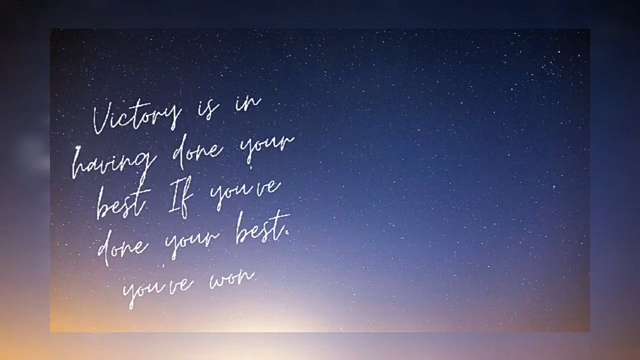 Victory is in
having done your
best If you've
done your best.
you've won